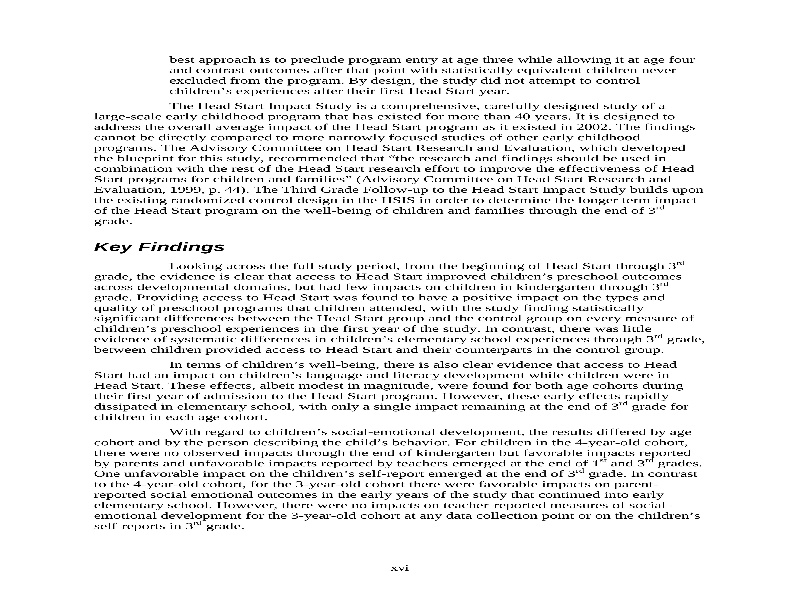 best approach is to preclude program entry at age three while allowing it at age four
and contrast outcomes after that point with statistically equivalent children never
excluded from the program. By design, the study did not attempt to control
children's experiences after their first Head Start year.
The Head Start Impact Study is a comprehensive, carefully designed study of a
large-scale early childhood program that has existed for more than 40 years. It is designed to
address the overall average impact of the Head Start program as it existed in 2002. The findings
cannot be directly compared to more narrowly focused studies of other early childhood
programs. The Advisory Committee on Head Start Research and Evaluation, which developed
the blueprint for this study, recommended that "the research and findings should be used in
combination with the rest of the Head Start research effort to improve the effectiveness of Head
Start programs for children and families" (Advisory Committee on Head Start Research and
Evaluation, 1999, p. 44). The Third Grade Follow-up to the Head Start Impact Study builds upon
the existing randomized control design in the HSIS in order to determine the longer-term impact
of the Head Start program on the well-being of children and families through the end of 3rd
grade.
Key Findings
Looking across the full study period, from the beginning of Head Start through 3rd
grade, the evidence is clear that access to Head Start improved children's preschool outcomes
across developmental domains, but had few impacts on children in kindergarten through 3rd
grade. Providing access to Head Start was found to have a positive impact on the types and
quality of preschool programs that children attended, with the study finding statistically
significant differences between the Head Start group and the control group on every measure of
children's preschool experiences in the first year of the study. In contrast, there was little
evidence of systematic differences in children's elementary school experiences through 3rd grade,
between children provided access to Head Start and their counterparts in the control group.
In terms of children's well-being, there is also clear evidence that access to Head
Start had an impact on children's language and literacy development while children were in
Head Start. These effects, albeit modest in magnitude, were found for both age cohorts during
their first year of admission to the Head Start program. However, these early effects rapidly
dissipated in elementary school, with only a single impact remaining at the end of 3rd grade for
children in each age cohort.
With regard to children's social-emotional development, the results differed by age
cohort and by the person describing the child's behavior. For children in the 4-year-old cohort,
there were no observed impacts through the end of kindergarten but favorable impacts reported
by parents and unfavorable impacts reported by teachers emerged at the end of 1st and 3rd grades.
One unfavorable impact on the children's self-report emerged at the end of 3rd grade. In contrast
to the 4-year-old cohort, for the 3-year-old cohort there were favorable impacts on parent-
reported social emotional outcomes in the early years of the study that continued into early
elementary school. However, there were no impacts on teacher-reported measures of social-
emotional development for the 3-year-old cohort at any data collection point or on the children's
self-reports in 3rd grade.
xvi